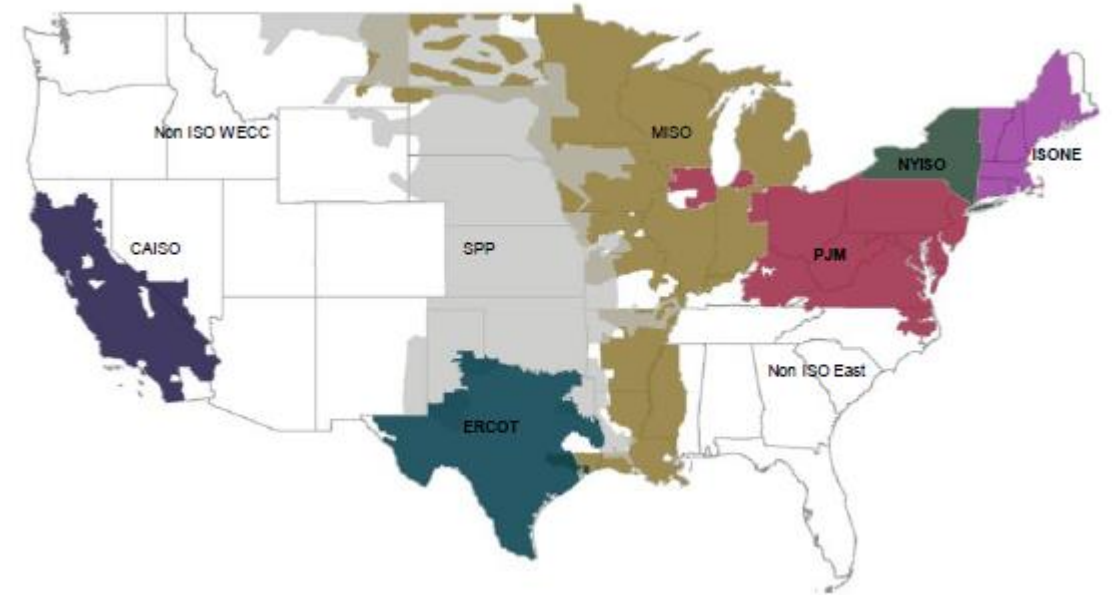 Non ISO WECC
MISO
NYISO
ISONE
CAISO
SPP
PJM
Non ISO East
ERCOT